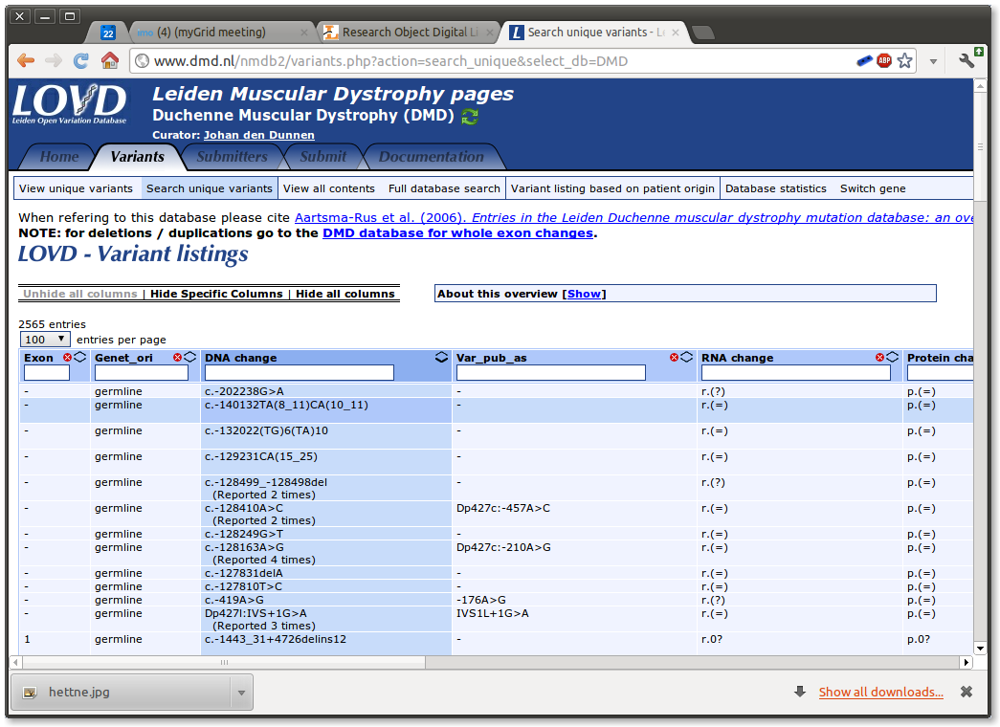 22
imo (4) (myGrid meeting)
Research Object Digital Li
Search unique variants - Le
www.dmd.nl/nmdb2/variants.php?action=search_unique&select_db=DMD
ABP
LOVD
Leiden Open Variation Database
Leiden Muscular Dystrophy pages
Duchenne Muscular Dystrophy (DMD)
Curator: Johan den Dunnen
Home Variants Submitters Submit Documentation
View unique variants Search unique variants View all contents Full database search Variant listing based on patient origin Database statistics Switch gene
When refering to this database please cite Aartsma-Rus et al. (2006). Entries in the Leiden Duchenne muscular dystrophy mutation database: an ove
NOTE: for deletions / duplications go to the DMD database for whole exon changes.
LOVD - Variant listings
Unhide all columns | Hide Specific Columns | Hide all columns
About this overview [Show]
2565 entries
100 entries per page
Exon Genet_ori DNA change Var_pub_as RNA change Protein cha
- germline c.-202238G>A - r.(?) p.(=)
- germline c.-140132TA(8_11)CA(10_11) - r.(=) p.(=)
- germline c.-132022(TG)6(TA)10 - r.(=) p.(=)
- germline c.-129231CA(15_25) - r.(=) p.(=)
- germline c.-128499_-128498del - r.(?) p.(=)
(Reported 2 times)
- germline c.-128410A>C Dp427c:-457A>C r.(=) p.(=)
(Reported 2 times)
- germline c.-128249G>T - r.(=) p.(=)
- germline c.-128163A>G Dp427c:-210A>G r.(=) p.(=)
(Reported 4 times)
- germline c.-127831delA - r.(=) p.(=)
- germline c.-127810T>C - r.(=) p.(=)
- germline c.-419A>G -176A>G r.(?) p.(=)
- germline Dp427l:IVS+1G>A IVS1L+1G>A r.(=) p.(=)
(Reported 3 times)
1 germline c.-1443_31+4726delins12 - r.0? p.0?
hettne.jpg
Show all downloads...